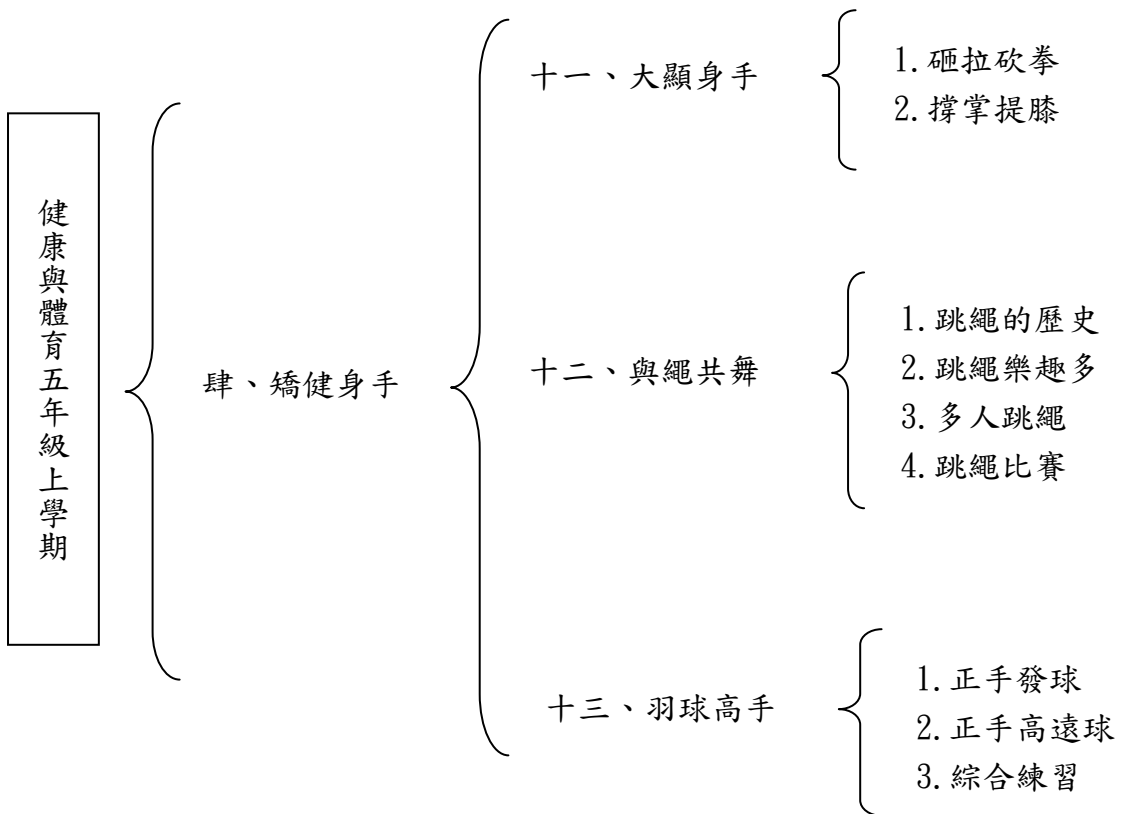 健康與體育五年級上學期
肆、矯健身手
十一、大顯身手
1.砸拉砍拳
2.撐掌提膝
十二、與繩共舞
1.跳繩的歷史
2.跳繩樂趣多
3.多人跳繩
4.跳繩比賽
十三、羽球高手
1.正手發球
2.正手高遠球
3.綜合練習